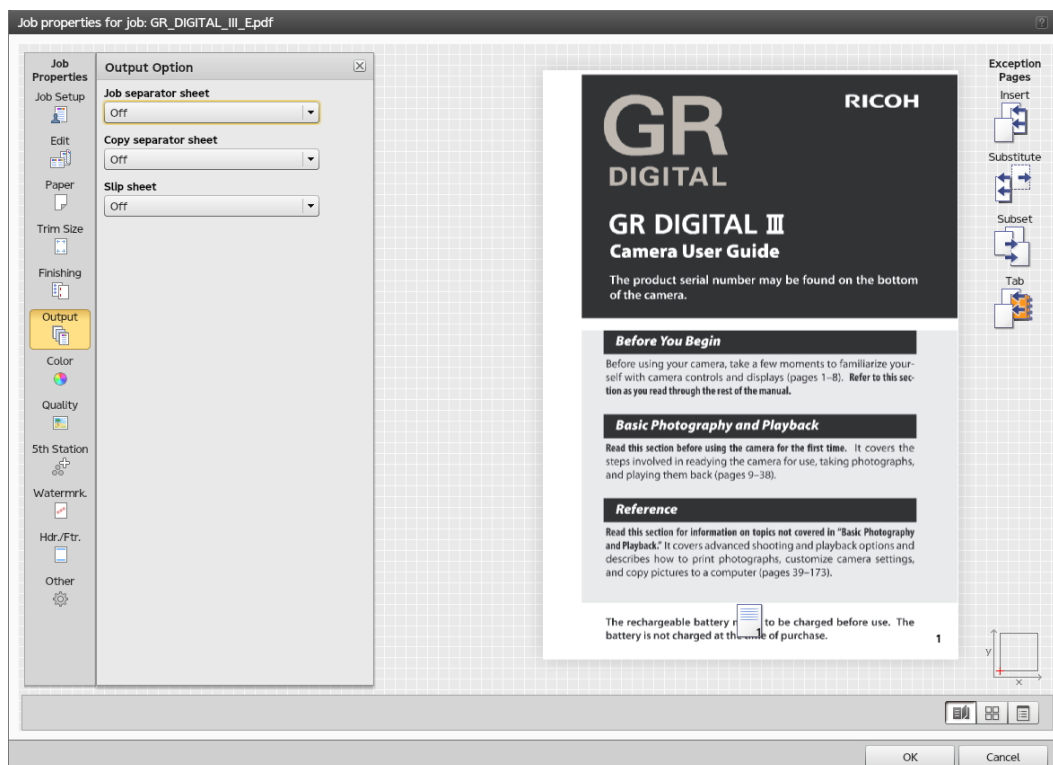 Job properties for job: GR_DIGITAL_III_E.pdf
?
Job
Properties
Job Setup
Edit
Paper
Trim Size
Finishing
Output
Color
Quality
5th Station
Watermrk.
Hdr./Ftr.
Other
Output Option
Job separator sheet
Off
Copy separator sheet
Off
Slip sheet
Off
RICOH
GR
DIGITAL
GR DIGITAL III
Camera User Guide
The product serial number may be found on the bottom
of the camera.
Before You Begin
Before using your camera, take a few moments to familiarize your-
self with camera controls and displays (pages 1–8). Refer to this sec-
tion as you read through the rest of the manual.
Basic Photography and Playback
Read this section before using the camera for the first time. It covers the
steps involved in readying the camera for use, taking photographs,
and playing them back (pages 9–38).
Reference
Read this section for information on topics not covered in "Basic Photography
and Playback." It covers advanced shooting and playback options and
describes how to print photographs, customize camera settings,
and copy pictures to a computer (pages 39–173).
The rechargeable battery to be charged before use. The
battery is not charged at the of purchase.
1
1
Exception
Pages
Insert
Substitute
Subset
Tab
y
x
OK
Cancel